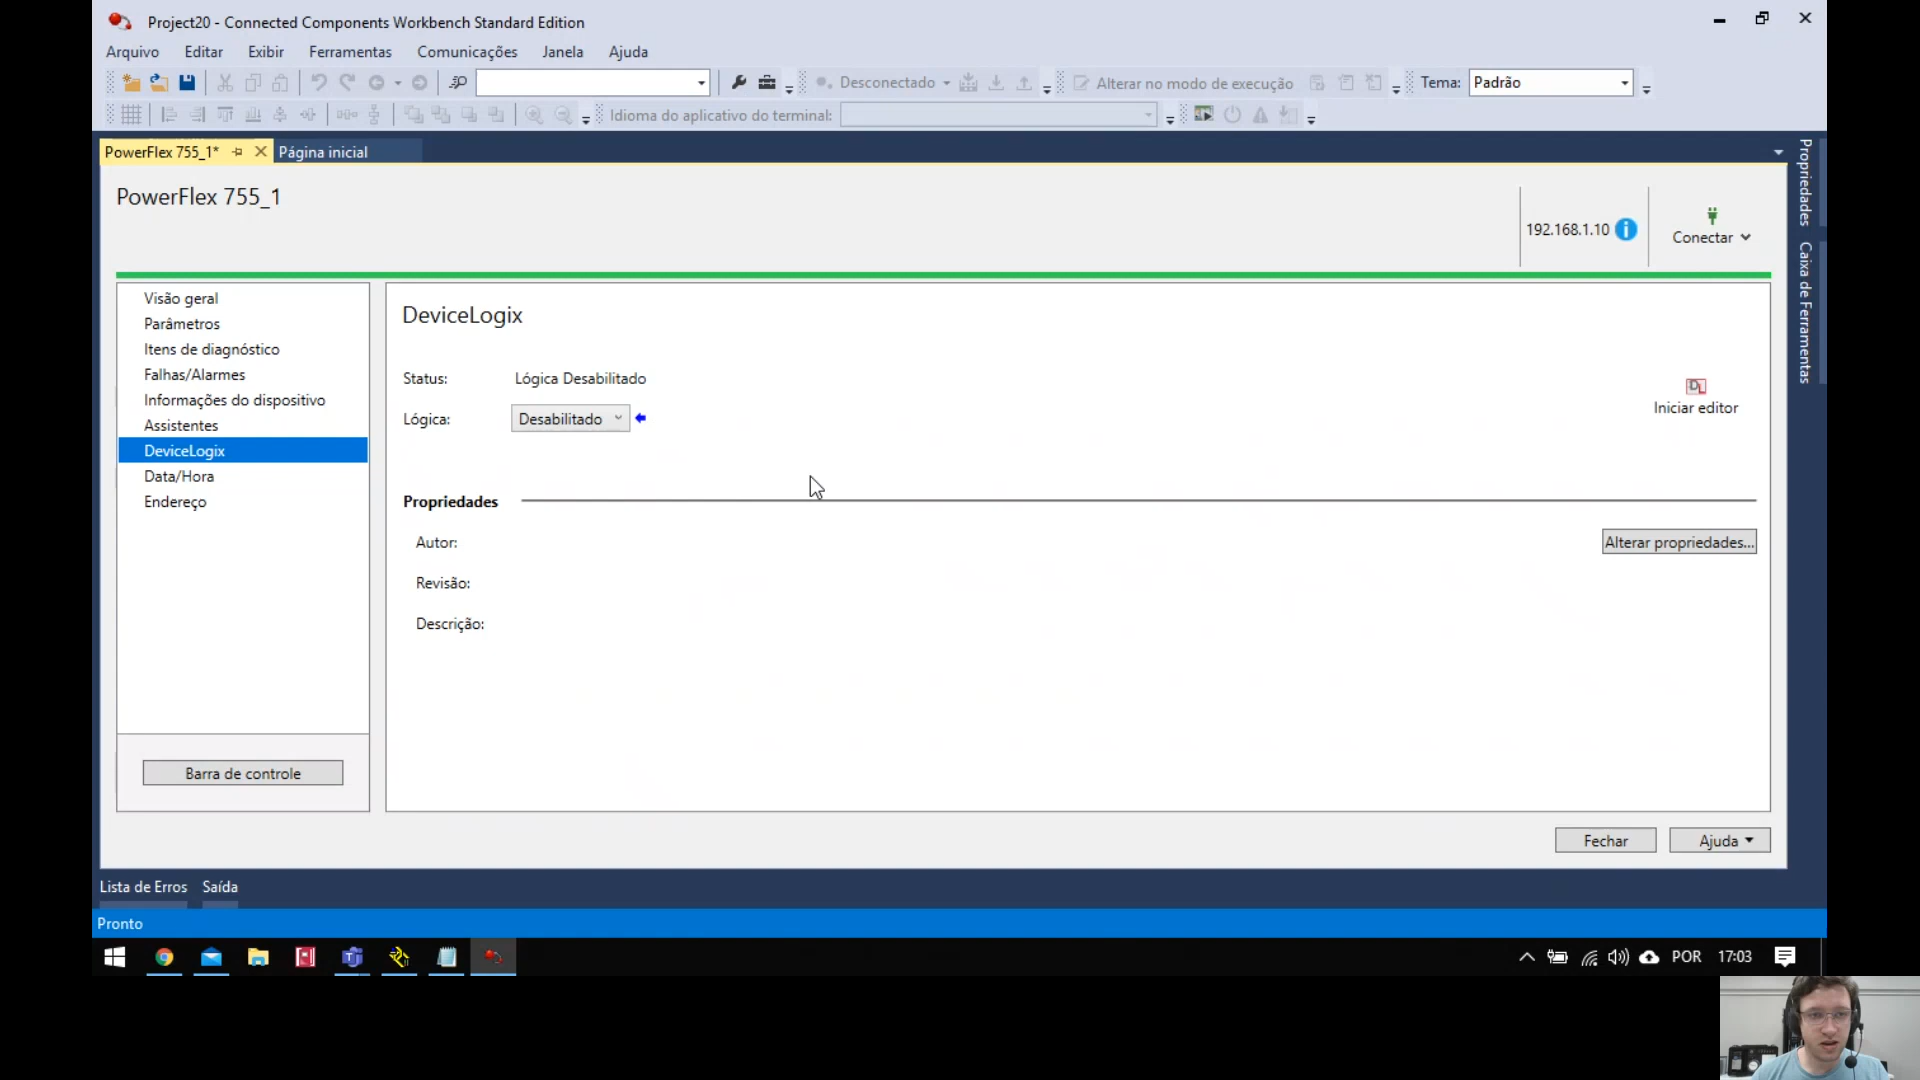 Project20 - Connected Components Workbench Standard Edition
Arquivo Editar Exibir Ferramentas Comunicações Janela Ajuda
Desconectado Alterar no modo de execução Tema: Padrão
Idioma do aplicativo do terminal:
PowerFlex 755_1* Página inicial
Propriedades
Caixa de Ferramentas
PowerFlex 755_1
192.168.1.10
Conectar
Visão geral
Parâmetros
Itens de diagnóstico
Falhas/Alarmes
Informações do dispositivo
Assistentes
DeviceLogix
Data/Hora
Endereço
Barra de controle
DeviceLogix
Status: Lógica Desabilitado
Lógica: Desabilitado
Iniciar editor
Propriedades
Autor:
Alterar propriedades...
Revisão:
Descrição:
Fechar Ajuda
Lista de Erros Saída
Pronto
POR 17:03